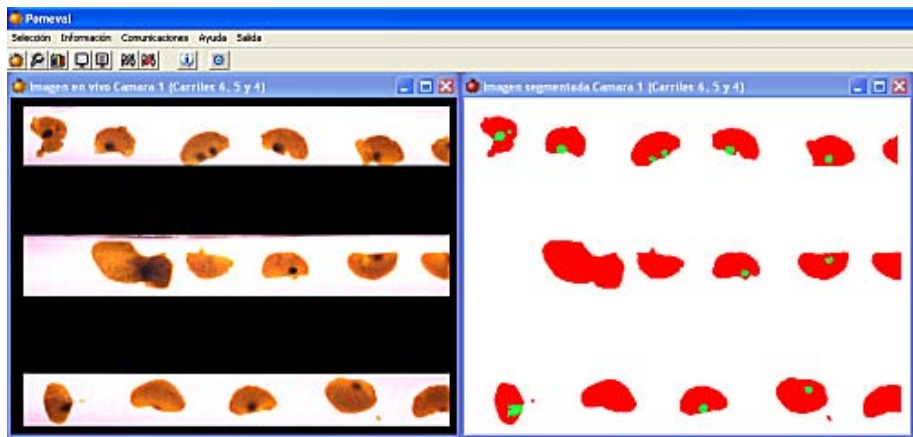 Pomeval
Selección Información Comunicaciones Ayuda Salida
Imagen en vivo Camara 1 (Carriles 6, 5 y 4)
Imagen segmentada Camara 1 (Carriles 6, 5 y 4)